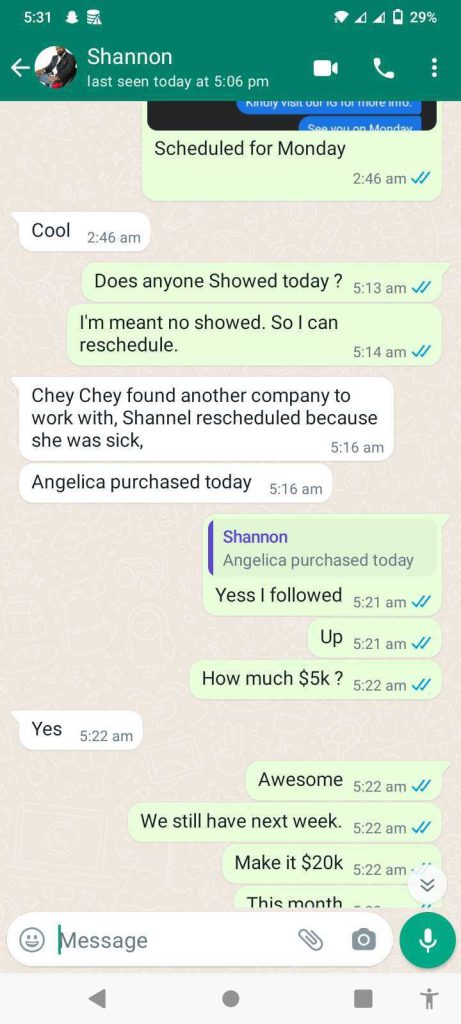 5:31
29%
Shannon
last seen today at 5:06 pm
Kindly visit our IG for more info.
See you on Monday
Scheduled for Monday
2:46 am
Cool 2:46 am
Does anyone Showed today ? 5:13 am
I'm meant no showed. So I can
reschedule. 5:14 am
Chey Chey found another company to
work with, Shannel rescheduled because
she was sick, 5:16 am
Angelica purchased today 5:16 am
Shannon
Angelica purchased today
Yess I followed 5:21 am
Up 5:21 am
How much $5k ? 5:22 am
Yes 5:22 am
Awesome 5:22 am
We still have next week. 5:22 am
Make it $20k 5:22 am
This month
Message